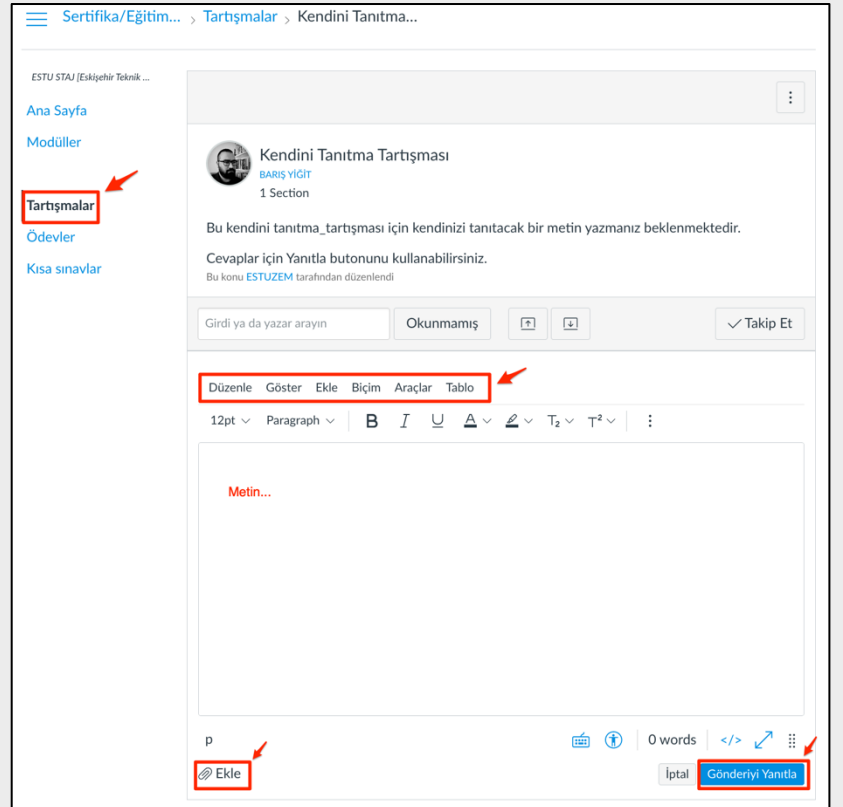 Sertifika/Eğitim... > Tartışmalar > Kendini Tanıtma...
ESTU STAJ [Eskişehir Teknik ...
Ana Sayfa
Modüller
Tartışmalar
Ödevler
Kısa sınavlar
Kendini Tanıtma Tartışması
BARIŞ YİĞİT
1 Section
Bu kendini tanıtma_tartışması için kendinizi tanıtacak bir metin yazmanız beklenmektedir.
Cevaplar için Yanıtla butonunu kullanabilirsiniz.
Bu konu ESTUZEM tarafından düzenlendi
Girdi ya da yazar arayın Okunmamış Takip Et
Düzenle Göster Ekle Biçim Araçlar Tablo
12pt Paragraph B I U A T₂ T²
Metin...
p 0 words </>
Ekle İptal Gönderiyi Yanıtla